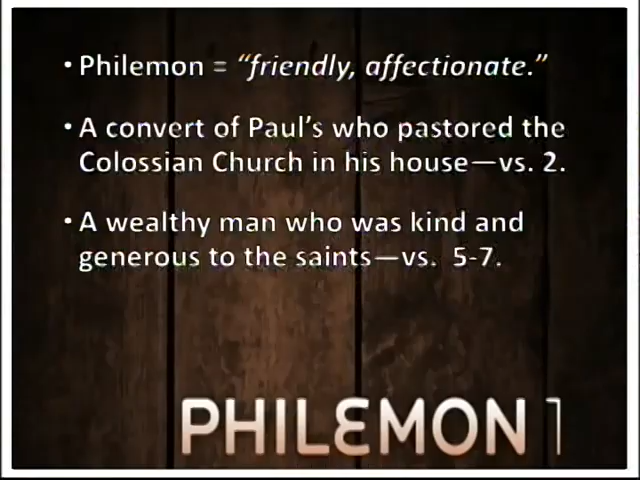 • Philemon = “friendly, affectionate.”
• A convert of Paul’s who pastored the
Colossian Church in his house—vs. 2.
• A wealthy man who was kind and
generous to the saints—vs. 5-7.
PHILEMON 1